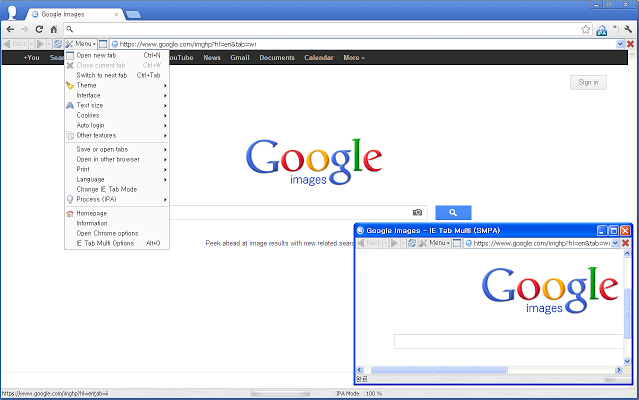 Google Images
Back
Menu
https://www.google.com/imghp?hl=en&tab=wi
+You
YouTube
News
Gmail
Documents
Calendar
More
Open new tab Ctrl+N
Close current tab Ctrl+W
Switch to next tab Ctrl+Tab
Theme
Interface
Text size
Cookies
Auto login
Other features
Save or open tabs
Open in other browser
Print
Language
Change IE Tab Mode
Process (IPA)
Homepage
Information
Open Chrome options
IE Tab Multi Options Alt+O
Sign in
Google
images
Peek ahead at image results with new related
Google Images - IE Tab Multi (SMPA)
Back
Menu
https://www.google.com/imghp?hl=en&tab=wi
Google
images
완료
https://www.google.com/imghp?hl=en&tab=wi
IPA Mode
100 %